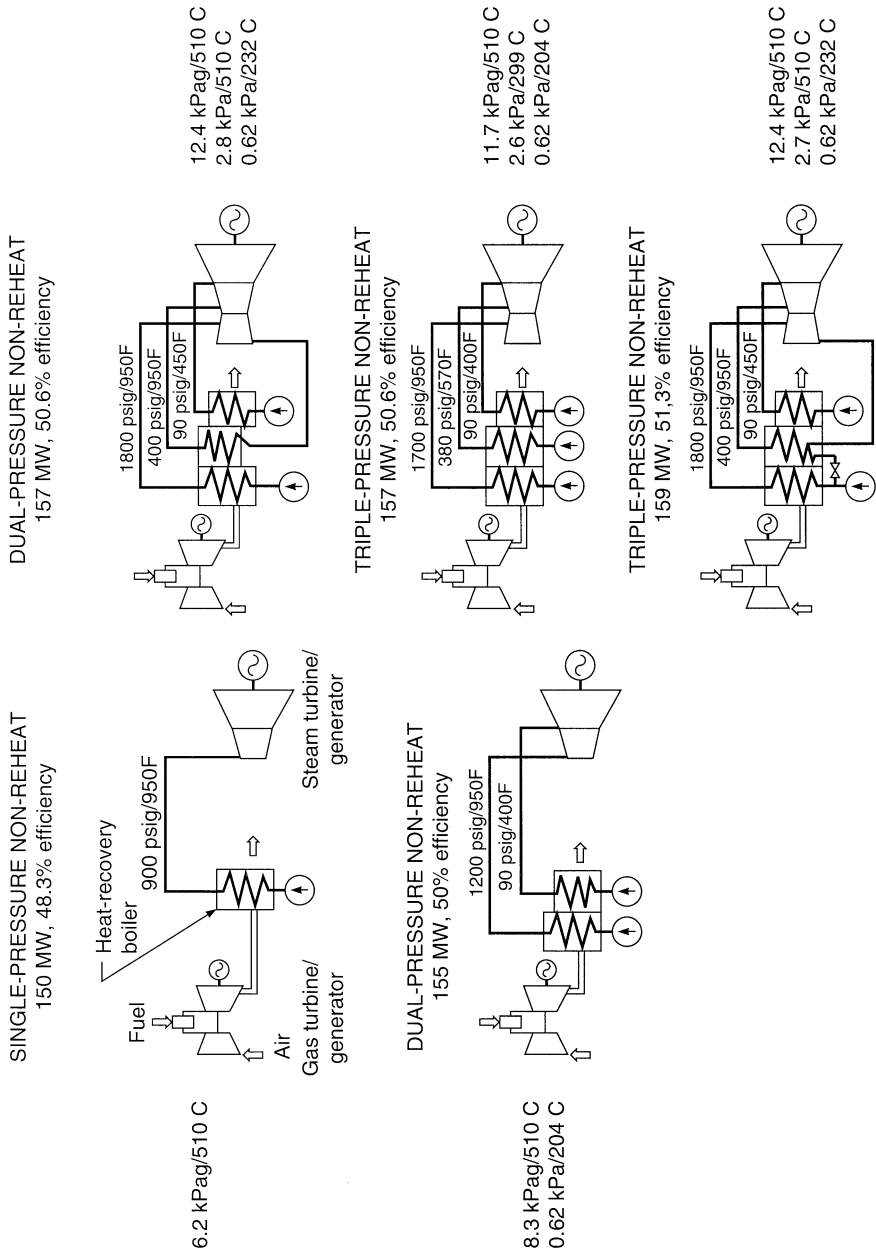 SINGLE-PRESSURE NON-REHEAT
150 MW, 48.3% efficiency
Heat-recovery
boiler
900 psig/950F
Fuel
Air
Gas turbine/
generator
Steam turbine/
generator
6.2 kPag/510 C
DUAL-PRESSURE NON-REHEAT
157 MW, 50.6% efficiency
1800 psig/950F
400 psig/950F
90 psig/450F
12.4 kPag/510 C
2.8 kPa/510 C
0.62 kPa/232 C
DUAL-PRESSURE NON-REHEAT
155 MW, 50% efficiency
1200 psig/950F
90 psig/400F
8.3 kPag/510 C
0.62 kPa/204 C
TRIPLE-PRESSURE NON-REHEAT
157 MW, 50.6% efficiency
1700 psig/950F
380 psig/570F
90 psig/400F
11.7 kPag/510 C
2.6 kPa/299 C
0.62 kPa/204 C
TRIPLE-PRESSURE NON-REHEAT
159 MW, 51,3% efficiency
1800 psig/950F
400 psig/950F
90 psig/450F
12.4 kPag/510 C
2.7 kPa/510 C
0.62 kPa/232 C